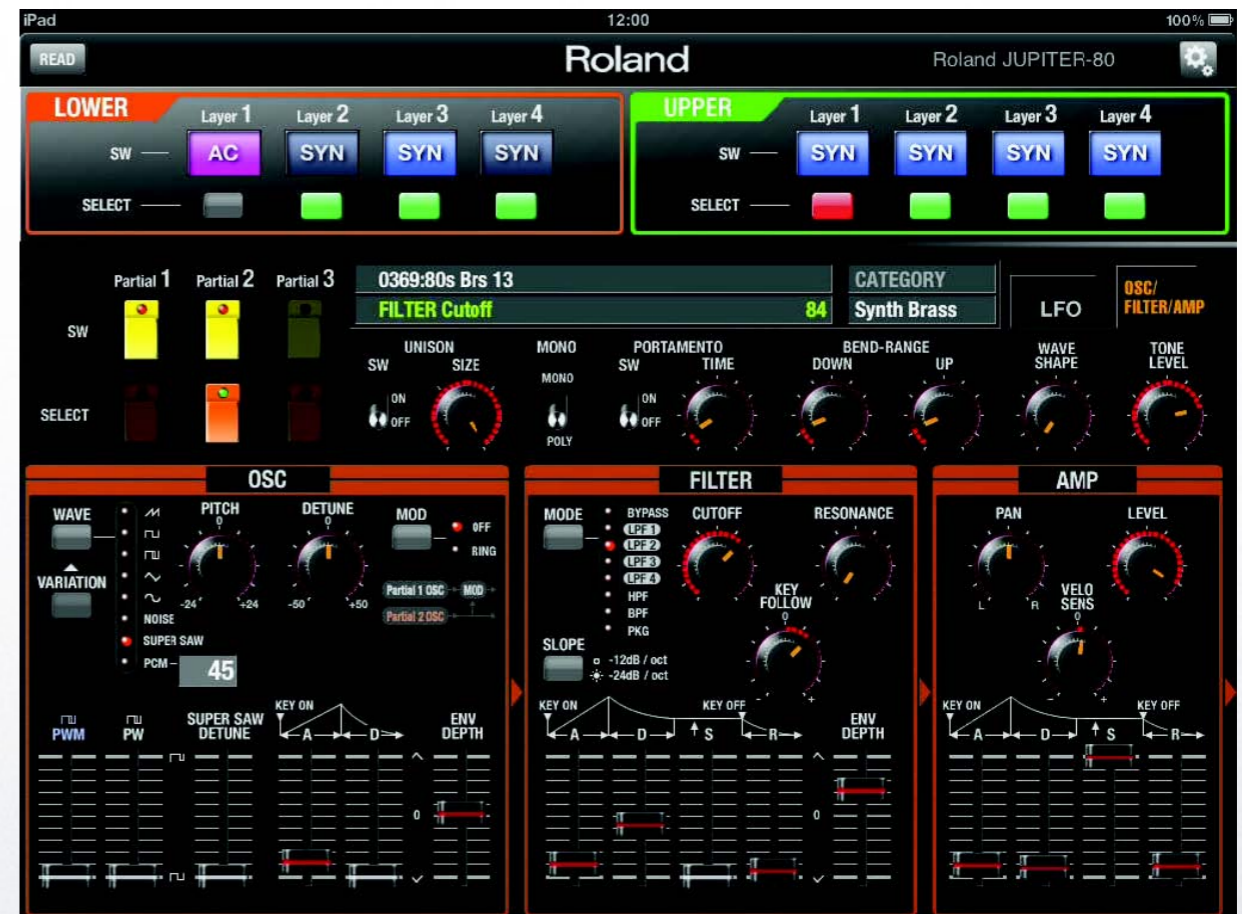 iPad 12:00 100%
READ Roland Roland JUPITER-80
LOWER Layer 1 Layer 2 Layer 3 Layer 4 UPPER Layer 1 Layer 2 Layer 3 Layer 4
SW AC SYN SYN SYN SW SYN SYN SYN SYN
SELECT SELECT
Partial 1 Partial 2 Partial 3 0369:80s Brs 13 CATEGORY
FILTER Cutoff 84 Synth Brass LFO OSC/
FILTER/AMP
SW UNISON MONO PORTAMENTO BEND-RANGE WAVE TONE
SW SIZE MONO SW TIME DOWN UP SHAPE LEVEL
ON ON
SELECT OFF POLY OFF
OSC FILTER AMP
WAVE PITCH DETUNE MOD MODE BYPASS CUTOFF RESONANCE PAN LEVEL
0 0 OFF LPF 1
RING LPF 2
VARIATION LPF 3
-24 +24 -50 +50 Partial 1 OSC MOD LPF 4 KEY L R VELO
NOISE Partial 2 OSC HPF FOLLOW SENS
SUPER SAW BPF 0 0
PCM 45 PKG
SLOPE -12dB / oct
-24dB / oct - + - +
PWM PW SUPER SAW KEY ON ENV KEY ON KEY OFF ENV KEY ON KEY OFF
DETUNE A D DEPTH A D S R DEPTH A D S R
0 0